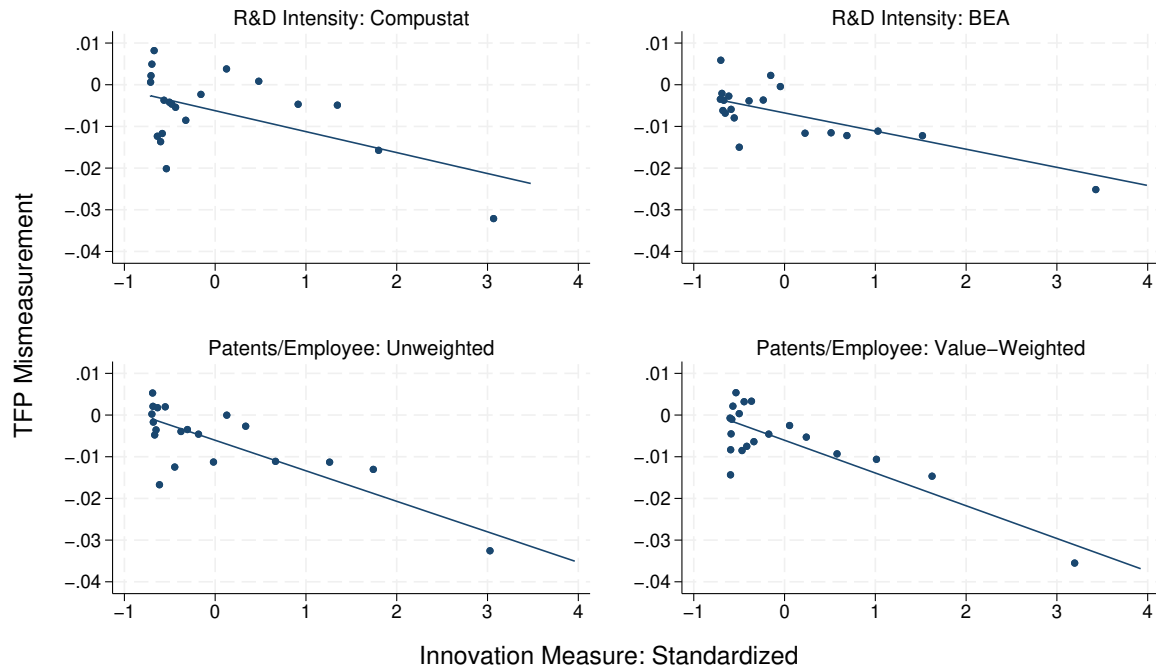 R&D Intensity: Compustat
.01
0
−.01
−.02
−.03
−.04
−1 0 1 2 3 4
R&D Intensity: BEA
.01
0
−.01
−.02
−.03
−.04
−1 0 1 2 3 4
TFP Mismeasurement
Patents/Employee: Unweighted
.01
0
−.01
−.02
−.03
−.04
−1 0 1 2 3 4
Patents/Employee: Value−Weighted
.01
0
−.01
−.02
−.03
−.04
−1 0 1 2 3 4
Innovation Measure: Standardized